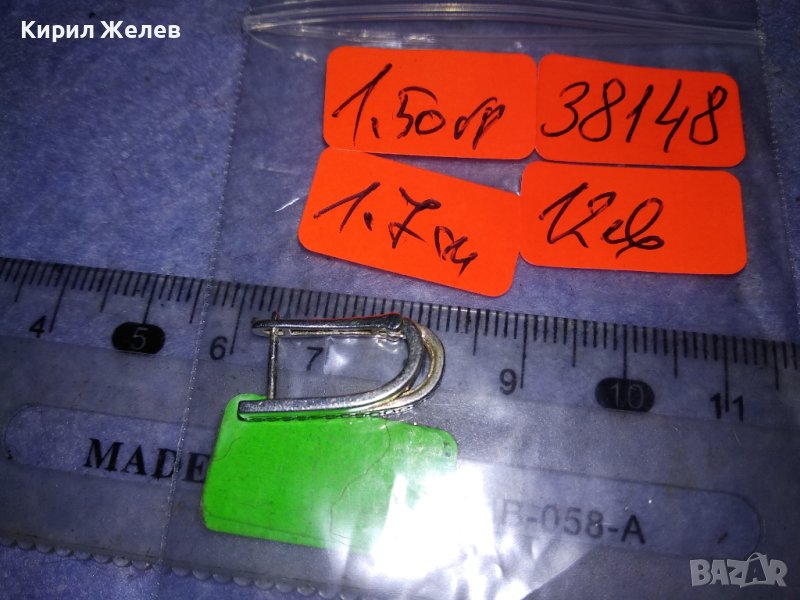 Кирил Желев
1.50гр 38148
1.7см 12лв
4 5 6 7 9 10 11
MADE B-058-A
BAZAR